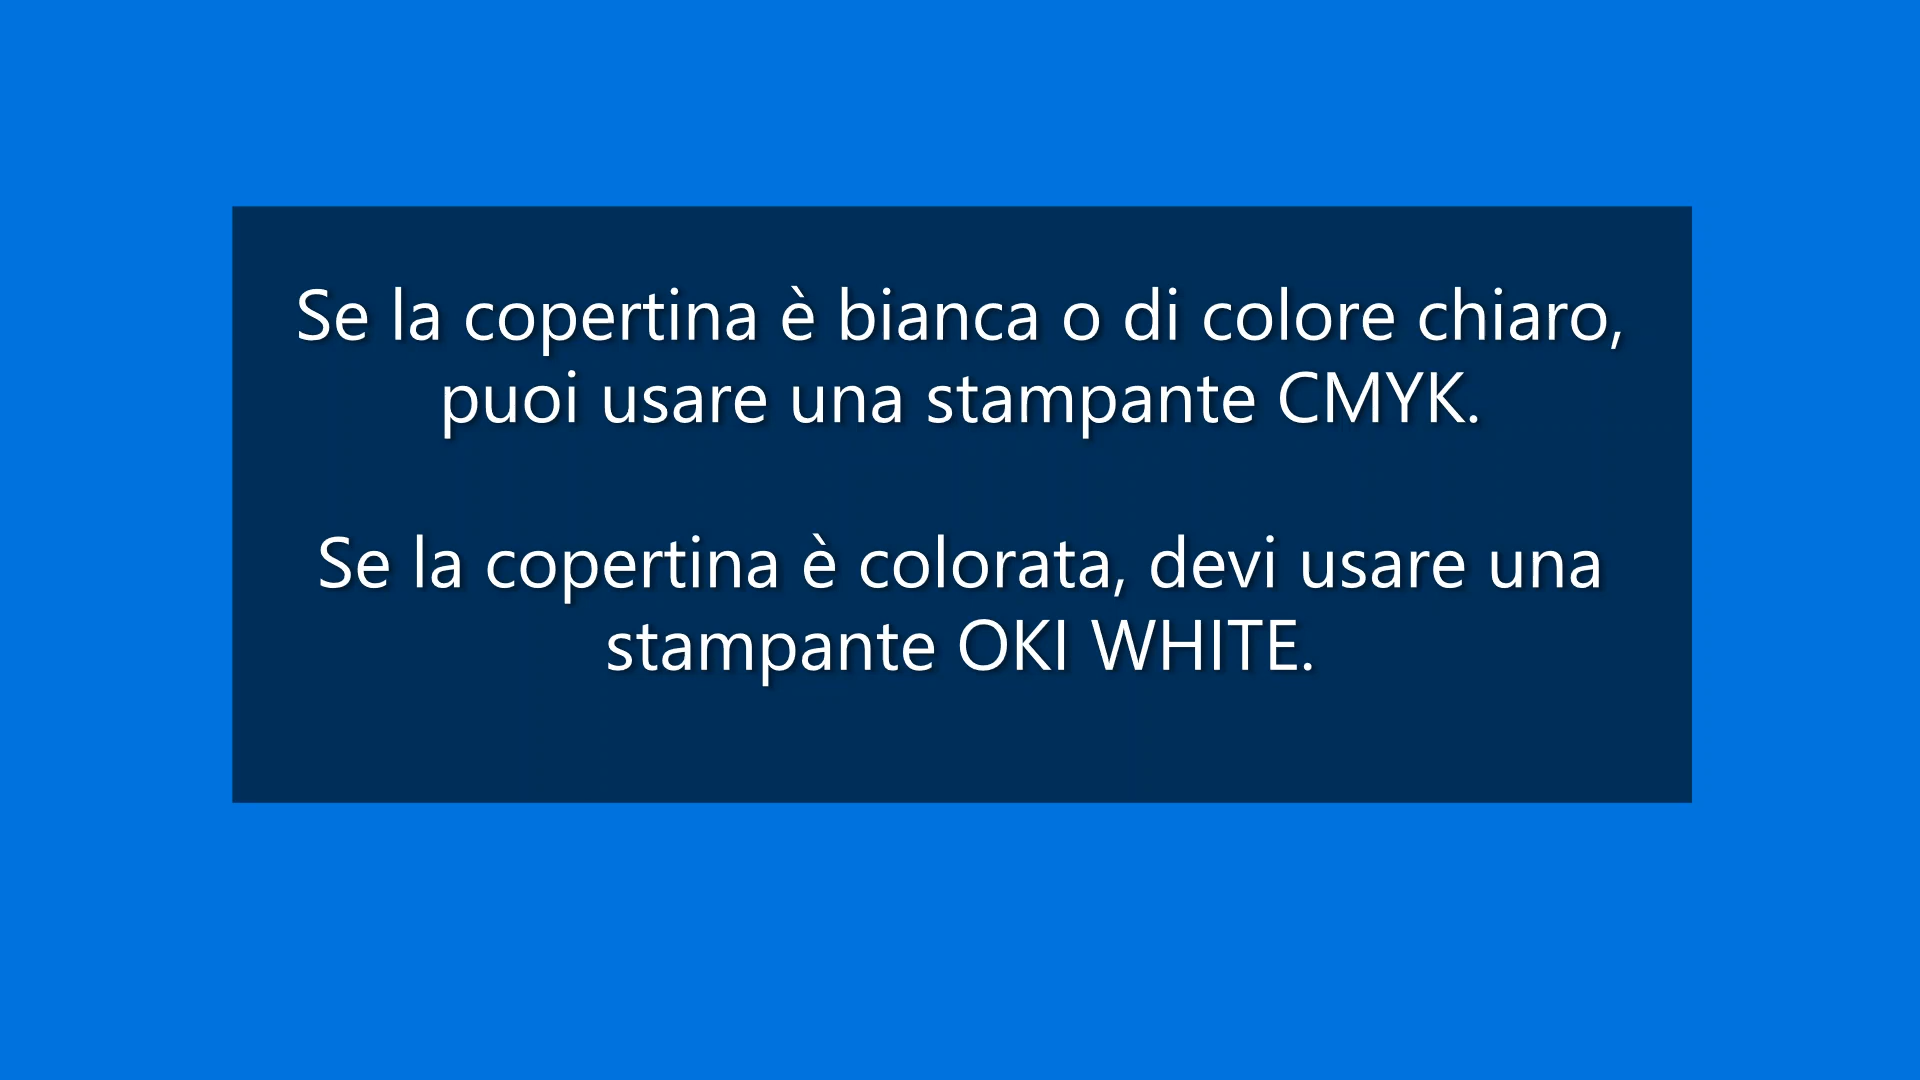 Se la copertina è bianca o di colore chiaro,
puoi usare una stampante CMYK.
Se la copertina è colorata, devi usare una
stampante OKI WHITE.